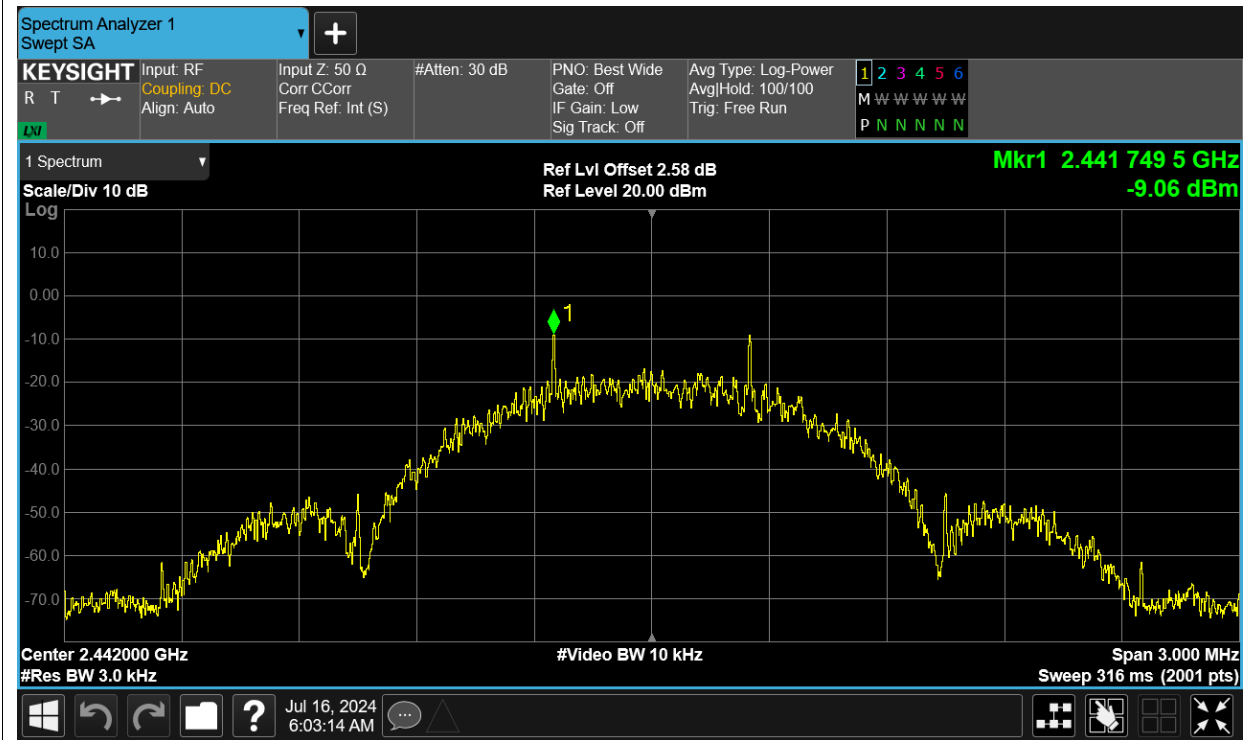 Spectrum Analyzer 1
Swept SA
+
KEYSIGHT
R T
LXI
Input: RF
Coupling: DC
Align: Auto
Input Z: 50 Ω
Corr CCorr
Freq Ref: Int (S)
#Atten: 30 dB
PNO: Best Wide
Gate: Off
IF Gain: Low
Sig Track: Off
Avg Type: Log-Power
Avg|Hold: 100/100
Trig: Free Run
1 2 3 4 5 6
M W W W W W
P N N N N N
1 Spectrum
Scale/Div 10 dB
Log
Ref Lvl Offset 2.58 dB
Ref Level 20.00 dBm
Mkr1 2.441 749 5 GHz
-9.06 dBm
10.0
0.00
1
-10.0
-20.0
-30.0
-40.0
-50.0
-60.0
-70.0
Center 2.442000 GHz
#Video BW 10 kHz
Span 3.000 MHz
#Res BW 3.0 kHz
Sweep 316 ms (2001 pts)
?
Jul 16, 2024
6:03:14 AM